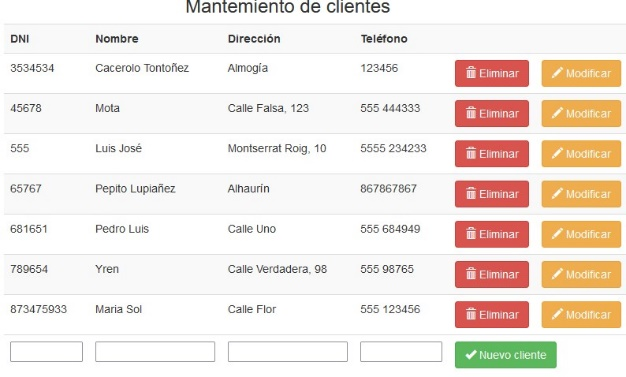 Mantemiento de clientes
DNI Nombre Dirección Teléfono
3534534 Cacerolo Tontoñez Almogía 123456 Eliminar Modificar
45678 Mota Calle Falsa, 123 555 444333 Eliminar Modificar
555 Luis José Montserrat Roig, 10 5555 234233 Eliminar Modificar
65767 Pepito Lupiañez Alhaurín 867867867 Eliminar Modificar
681651 Pedro Luis Calle Uno 555 684949 Eliminar Modificar
789654 Yren Calle Verdadera, 98 555 98765 Eliminar Modificar
873475933 Maria Sol Calle Flor 555 123456 Eliminar Modificar
Nuevo cliente